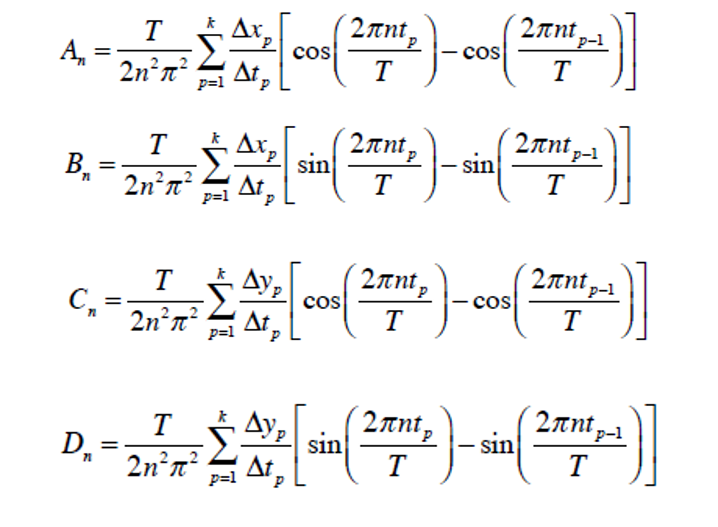 A_n = \frac{T}{2n^2\pi^2} \sum_{p=1}^{k} \frac{\Delta x_p}{\Delta t_p} \left[ \cos\left(\frac{2\pi n t_p}{T}\right) - \cos\left(\frac{2\pi n t_{p-1}}{T}\right) \right]
B_n = \frac{T}{2n^2\pi^2} \sum_{p=1}^{k} \frac{\Delta x_p}{\Delta t_p} \left[ \sin\left(\frac{2\pi n t_p}{T}\right) - \sin\left(\frac{2\pi n t_{p-1}}{T}\right) \right]
C_n = \frac{T}{2n^2\pi^2} \sum_{p=1}^{k} \frac{\Delta y_p}{\Delta t_p} \left[ \cos\left(\frac{2\pi n t_p}{T}\right) - \cos\left(\frac{2\pi n t_{p-1}}{T}\right) \right]
D_n = \frac{T}{2n^2\pi^2} \sum_{p=1}^{k} \frac{\Delta y_p}{\Delta t_p} \left[ \sin\left(\frac{2\pi n t_p}{T}\right) - \sin\left(\frac{2\pi n t_{p-1}}{T}\right) \right]